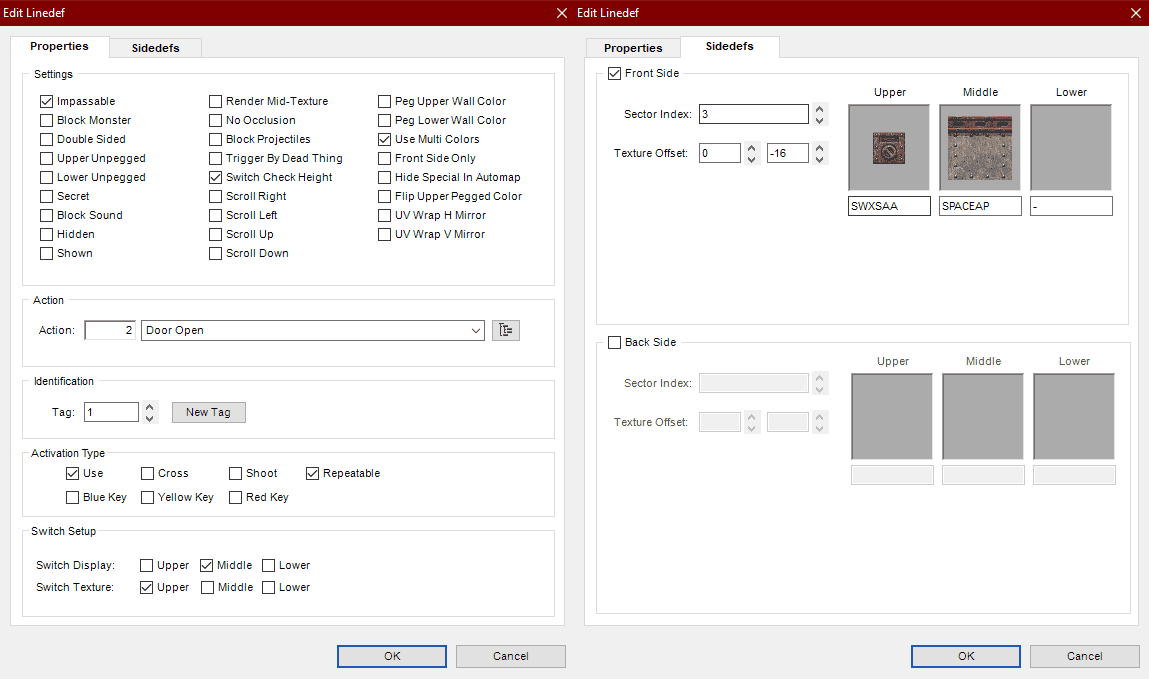 Edit Linedef
Properties Sidedefs
Settings
Impassable Render Mid-Texture Peg Upper Wall Color
Block Monster No Occlusion Peg Lower Wall Color
Double Sided Block Projectiles Use Multi Colors
Upper Unpegged Trigger By Dead Thing Front Side Only
Lower Unpegged Switch Check Height Hide Special In Automap
Secret Scroll Right Flip Upper Pegged Color
Block Sound Scroll Left UV Wrap H Mirror
Hidden Scroll Up UV Wrap V Mirror
Shown Scroll Down
Action
Action: 2 Door Open
Identification
Tag: 1 New Tag
Activation Type
Use Cross Shoot Repeatable
Blue Key Yellow Key Red Key
Switch Setup
Switch Display: Upper Middle Lower
Switch Texture: Upper Middle Lower
OK Cancel
Edit Linedef
Properties Sidedefs
Front Side
Upper Middle Lower
Sector Index: 3
Texture Offset: 0 -16
SWXSAA SPACEAP -
Back Side
Upper Middle Lower
Sector Index:
Texture Offset:
OK Cancel